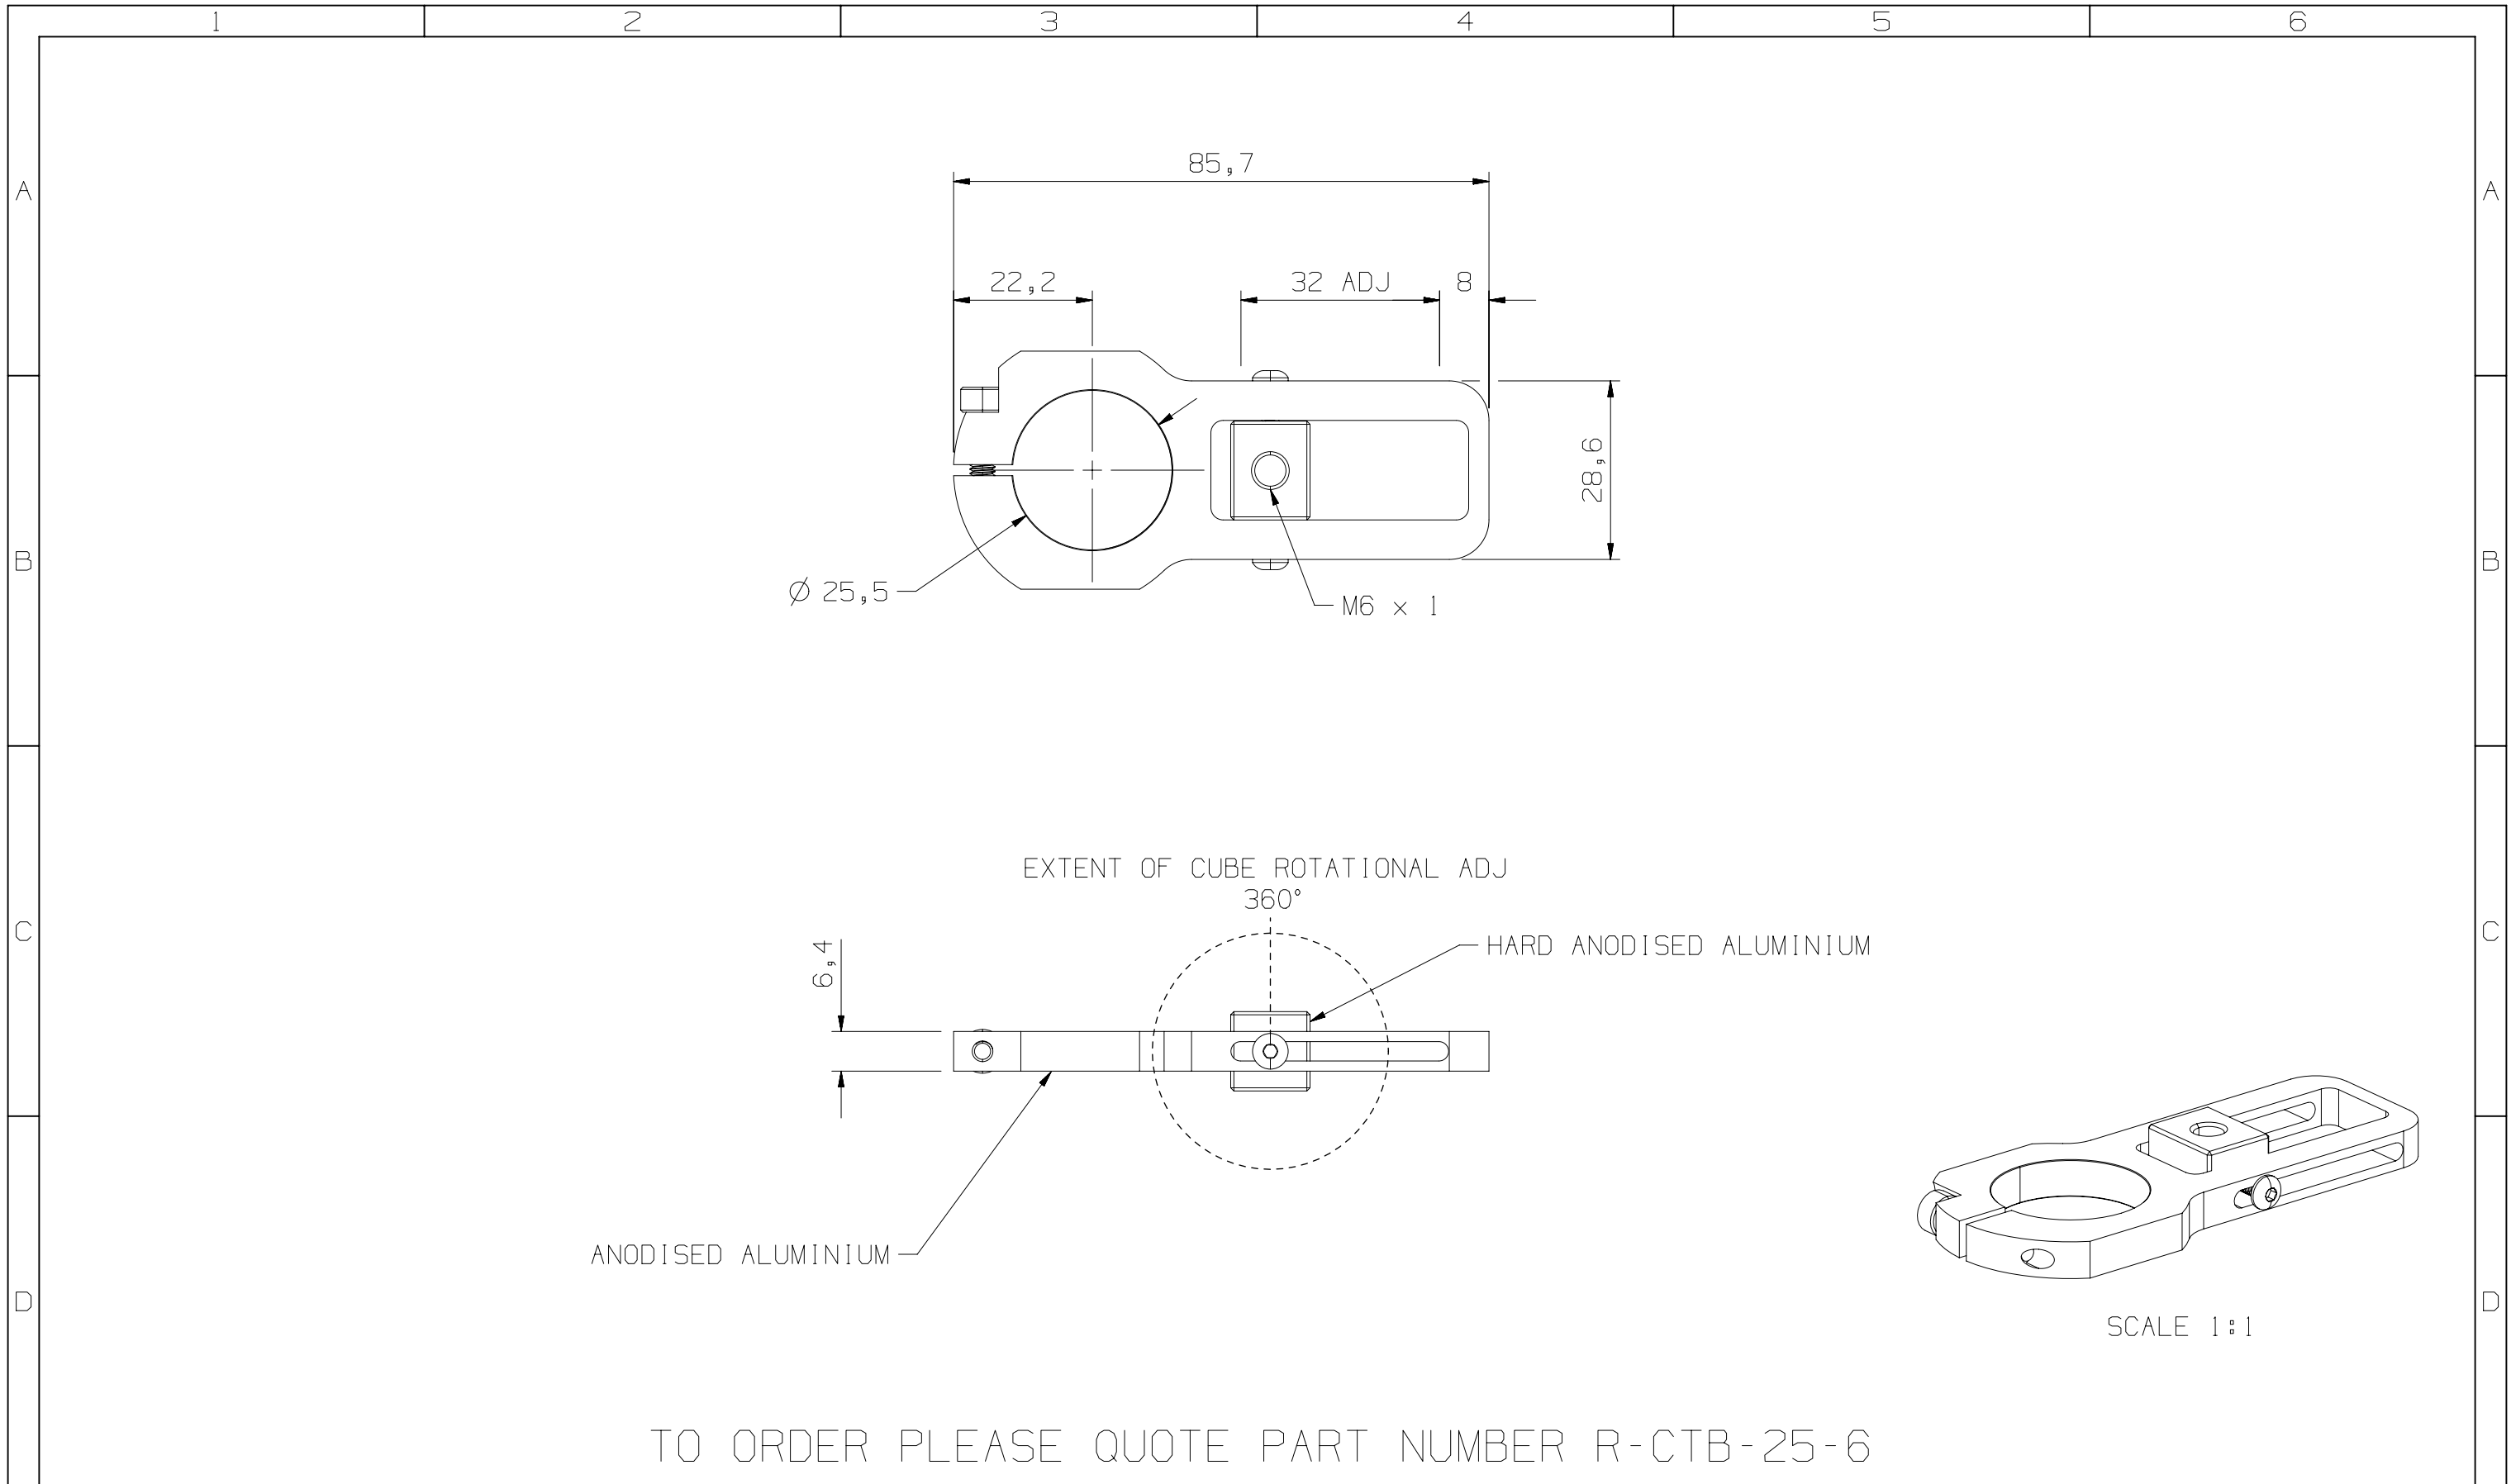 1 2 3 4 5 6
85,7
A A
22,2 32 ADJ 8
28,6
B B
Ø 25,5
M6 x 1
EXTENT OF CUBE ROTATIONAL ADJ
360°
C C
6,4
HARD ANODISED ALUMINIUM
ANODISED ALUMINIUM
D D
SCALE 1:1
TO ORDER PLEASE QUOTE PART NUMBER R-CTB-25-6